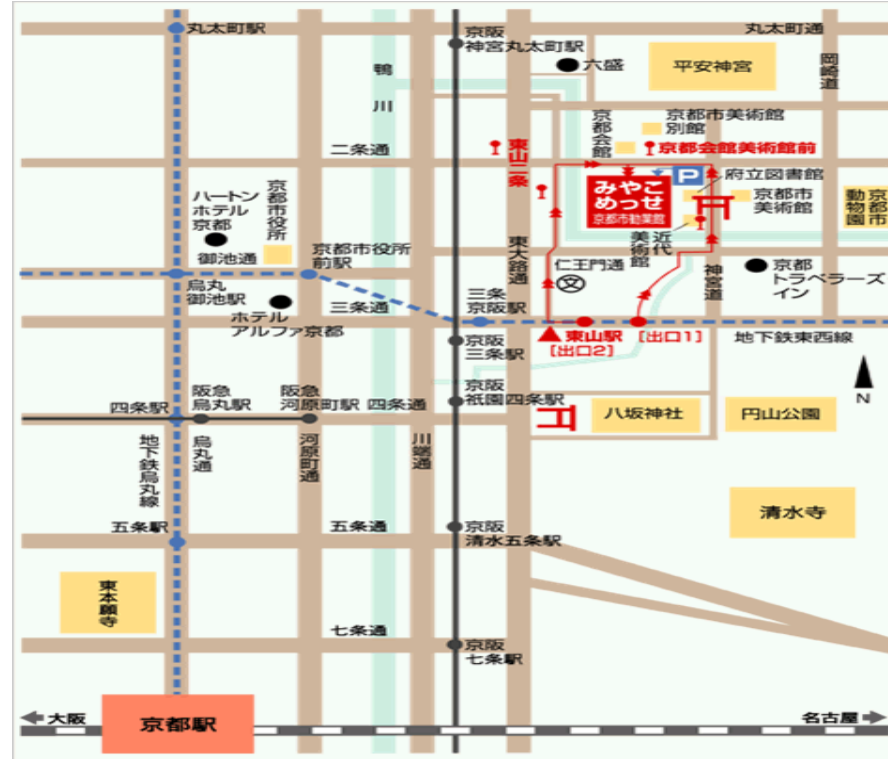 丸太町駅
京阪
神宮丸太町駅
丸太町通
六盛
平安神宮
岡崎道
鴨川
京都会館
京都市美術館
別館
東山二条
京都会館美術館前
二条通
P
府立図書館
みやこ
めっせ
京都市勧業館
京都市
美術館
京都市
動物園
ハートン
ホテル
京都
京都市役所
近代
美術館
御池通
京都市役所
前駅
東大路通
仁王門通
神宮道
京都
トラベラーズ
イン
烏丸
御池駅
三条通
三条
京阪駅
ホテル
アルファ京都
京阪
三条駅
東山駅
[出口2]
[出口1]
地下鉄東西線
N
四条駅
阪急
烏丸駅
阪急
河原町駅
四条通
京阪
祇園四条駅
八坂神社
円山公園
地下鉄烏丸線
烏丸通
河原町通
川端通
清水寺
五条駅
五条通
京阪
清水五条駅
東本願寺
七条通
京阪
七条駅
大阪
京都駅
名古屋